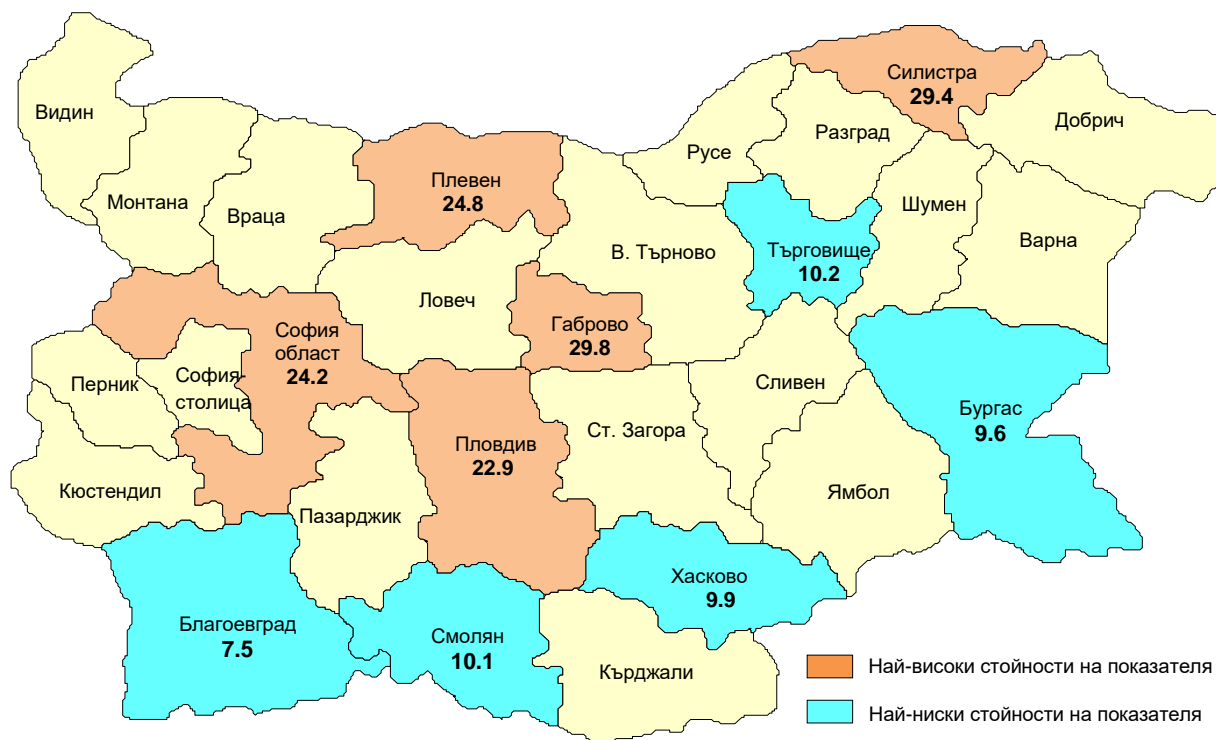 Силистра
29.4
Видин
Добрич
Разград
Русе
Плевен
24.8
Монтана
Враца
Шумен
Варна
В. Търново
Търговище
10.2
Ловеч
Габрово
29.8
София
област
24.2
Перник
София-
столица
Сливен
Бургас
9.6
Ст. Загора
Пловдив
22.9
Кюстендил
Ямбол
Пазарджик
Хасково
9.9
Благоевград
7.5
Смолян
10.1
Кърджали
Най-високи стойности на показателя
Най-ниски стойности на показателя